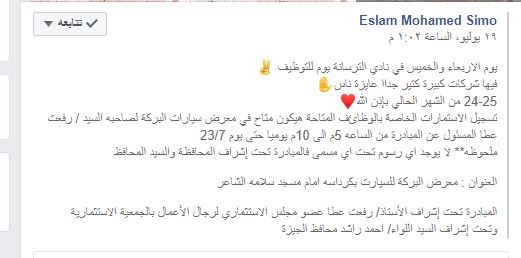 Eslam Mohamed Simo
١٩ يوليو، الساعة ١:٠٢ م
تتابعه
يوم الاربعاء والخميس في نادي الترسانة يوم للتوظيف ✌
فيها شركات كبيرة كتير جداا عايزة ناس✋
24-25 من الشهر الحالي بإذن الله❤
تسجيل الاستمارات الخاصة بالوظائف المتاحة هيكون متاح في معرض سيارات البركة لصاحبه السيد / رفعت
عطا المسئول عن المبادرة من الساعه 5م الى 10م يوميا حتى يوم 23/7
ملحوظه** لا يوجد اي رسوم تحت اي مسمى فالمبادرة تحت إشراف المحافظة والسيد المحافظ
العنوان : معرض البركة للسيارت بكرداسه امام مسجد سلامه الشاعر
المبادرة تحت إشراف الأستاذ/ رفعت عطا عضو مجلس الاستثماري لرجال الأعمال بالجمعية الاستثمارية
وتحت إشراف السيد اللواء/ احمد راشد محافظ الجيزة